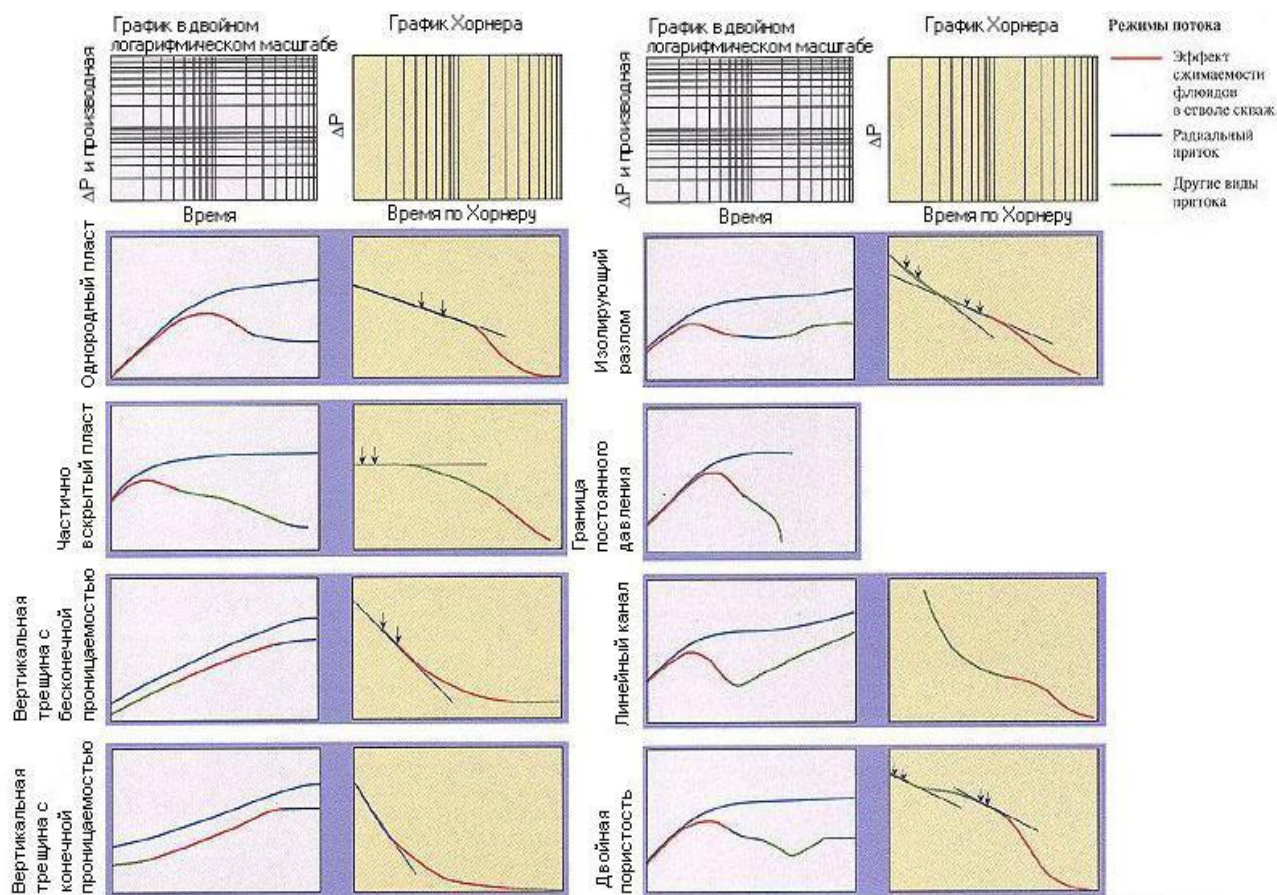 График в двойном
логарифмическом масштабе
График Хорнера
График в двойном
логарифмическом масштабе
График Хорнера
Режимы потока
ΔP и производная
ΔP
ΔP и производная
ΔP
Эффект
сжимаемости
флюидов
в стволе скваж
Радиальный
приток
Другие виды
притока
Время
Время по Хорнеру
Время
Время по Хорнеру
Однородный пласт
Изолирующий
разлом
Частично
вскрытый пласт
Граница
постоянного
давления
Вертикальная
трещина с
бесконечной
проницаемостью
Линейный канал
Вертикальная
трещина с
конечной
проницаемостью
Двойная
пористость